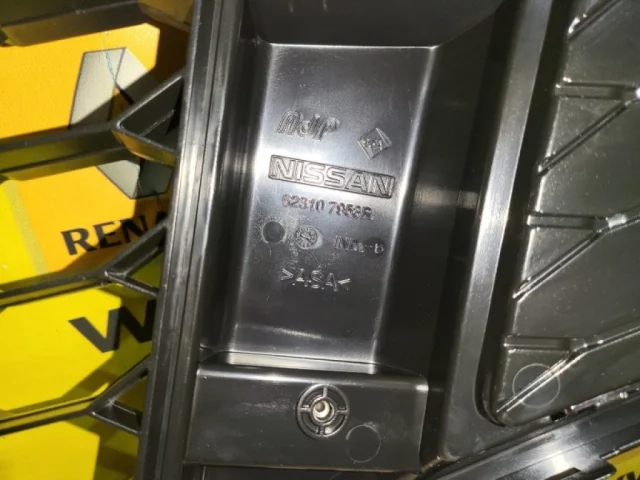 NISSAN
62310 7953R
>ASA<
RENA
W